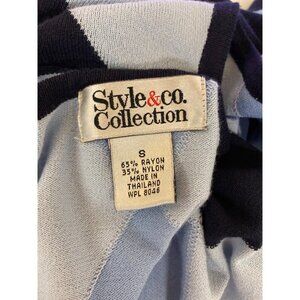 Style&co.
Collection
S
65% RAYON
35% NYLON
MADE IN
THAILAND
WPL 8046